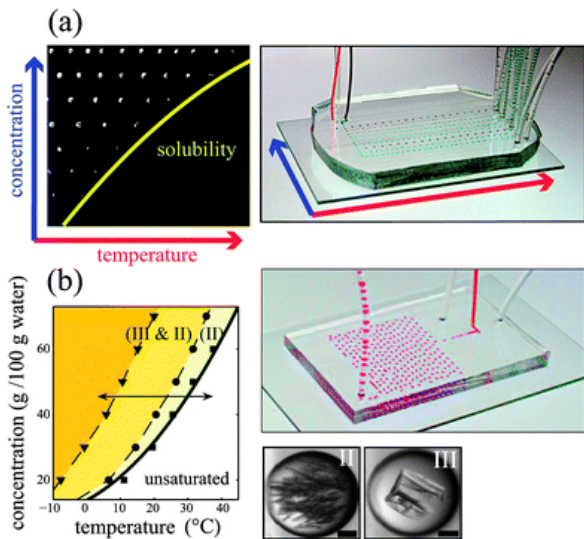 (a)
concentration
solubility
temperature
(b)
concentration (g /100 g water)
60
40
20
(III & II)
(II)
unsaturated
−10
0
10
20
30
40
temperature (°C)
II
III